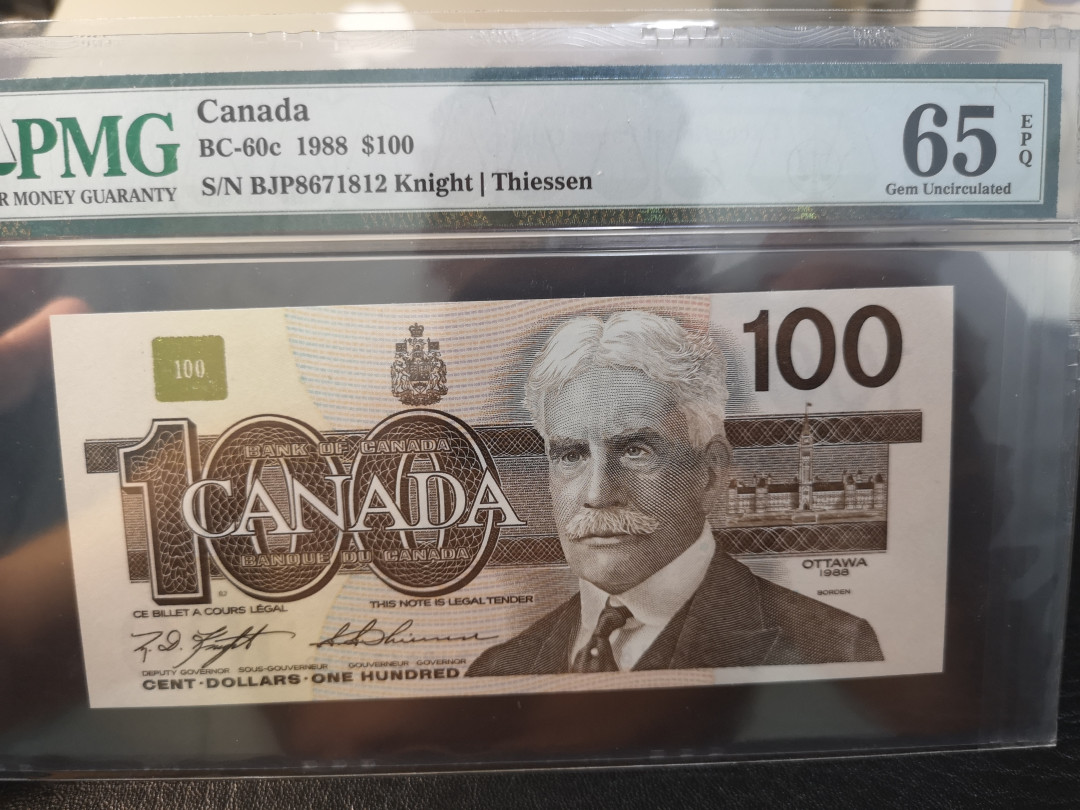 PMG
R MONEY GUARANTY
Canada
BC-60c 1988 $100
S/N BJP8671812 Knight | Thiessen
65
EPQ
Gem Uncirculated
100
100
100
BANK OF CANADA
CANADA
BANQUE DU CANADA
OTTAWA
1988
BORDEN
CE BILLET A COURS LÉGAL
THIS NOTE IS LEGAL TENDER
DEPUTY GOVERNOR SOUS-GOUVERNEUR
GOUVERNEUR GOVERNOR
CENT·DOLLARS·ONE HUNDRED